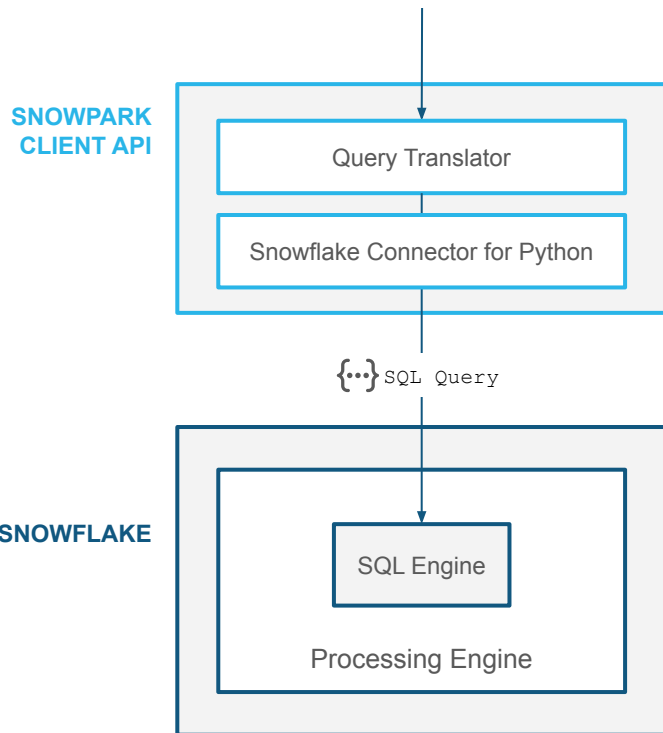 SNOWPARK
CLIENT API
Query Translator
Snowflake Connector for Python
{···} SQL Query
SNOWFLAKE
SQL Engine
Processing Engine